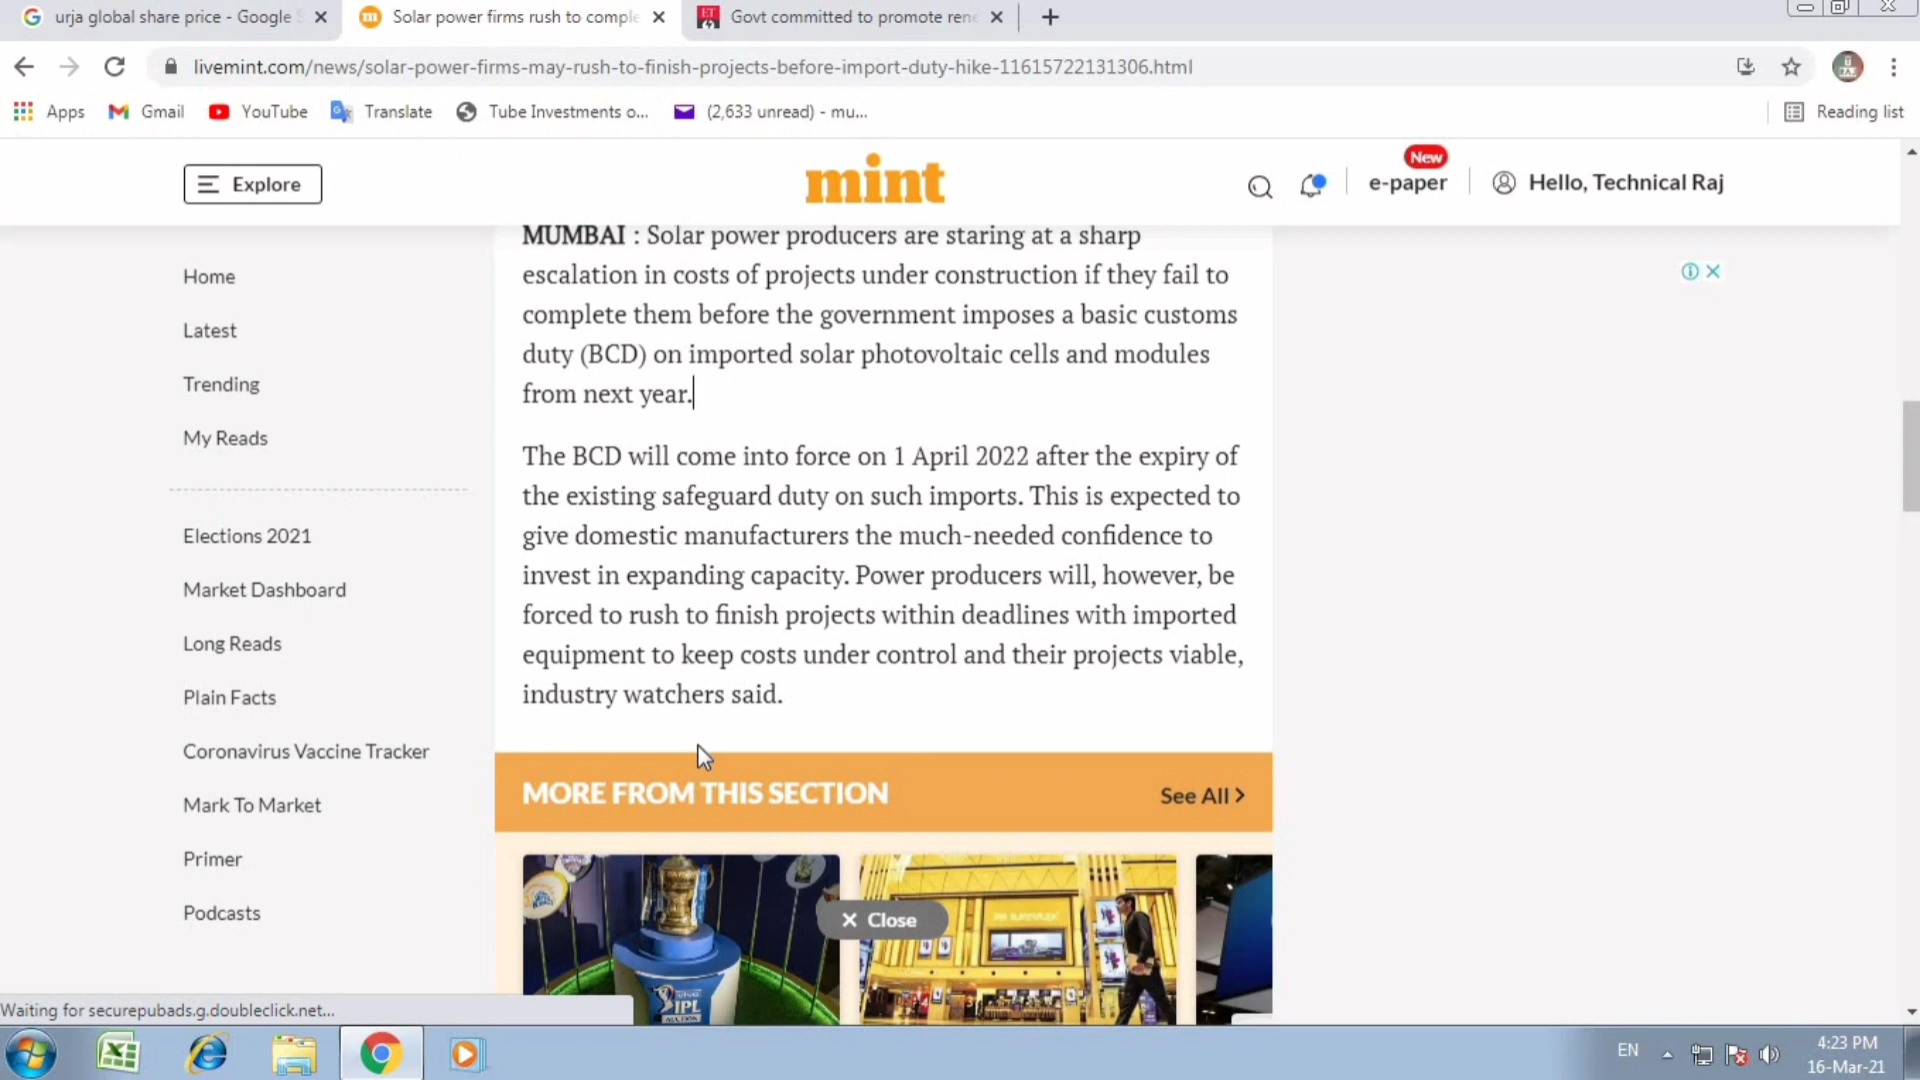 urja global share price - Google S
Solar power firms rush to comple
Govt committed to promote ren
livemint.com/news/solar-power-firms-may-rush-to-finish-projects-before-import-duty-hike-11615722131306.html
Apps
Gmail
YouTube
Translate
Tube Investments o...
(2,633 unread) - mu...
Reading list
Explore
mint
New
e-paper
Hello, Technical Raj
Home
Latest
Trending
My Reads
Elections 2021
Market Dashboard
Long Reads
Plain Facts
Coronavirus Vaccine Tracker
Mark To Market
Primer
Podcasts
MUMBAI : Solar power producers are staring at a sharp
escalation in costs of projects under construction if they fail to
complete them before the government imposes a basic customs
duty (BCD) on imported solar photovoltaic cells and modules
from next year.
The BCD will come into force on 1 April 2022 after the expiry of
the existing safeguard duty on such imports. This is expected to
give domestic manufacturers the much-needed confidence to
invest in expanding capacity. Power producers will, however, be
forced to rush to finish projects within deadlines with imported
equipment to keep costs under control and their projects viable,
industry watchers said.
MORE FROM THIS SECTION
See All
Close
IPL
AUCTION
Waiting for securepubads.g.doubleclick.net...
EN
4:23 PM
16-Mar-21